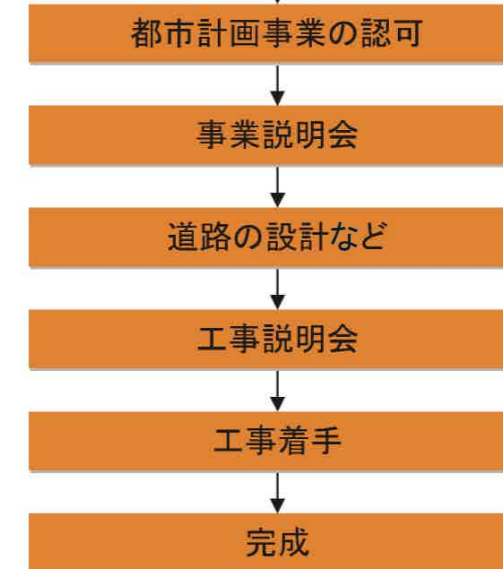 都市計画事業の認可
事業説明会
道路の設計など
工事説明会
工事着手
完成